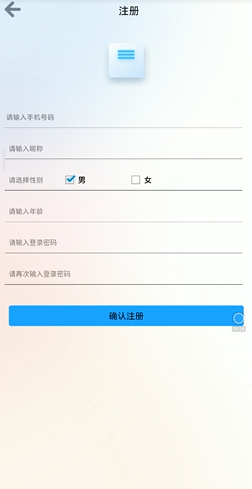 注册
请输入手机号码
请输入昵称
请选择性别 男 女
请输入年龄
请输入登录密码
请再次输入登录密码
确认注册